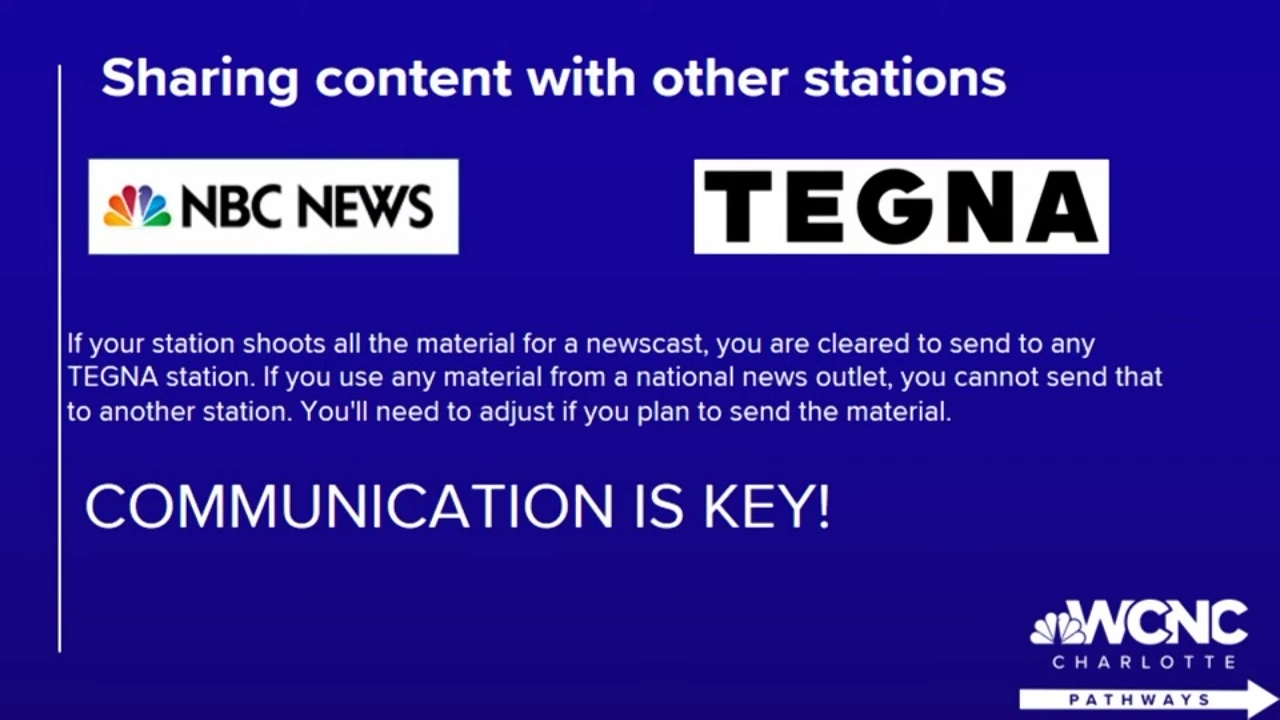 Sharing content with other stations
NBC NEWS
TEGNA
If your station shoots all the material for a newscast, you are cleared to send to any
TEGNA station. If you use any material from a national news outlet, you cannot send that
to another station. You'll need to adjust if you plan to send the material.
COMMUNICATION IS KEY!
WCNC
CHARLOTTE
PATHWAYS